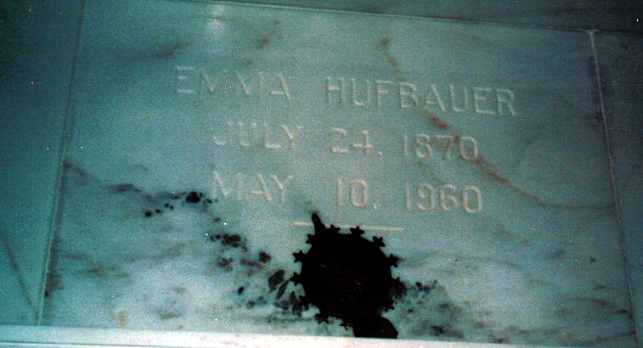 EMMA HUFBAUER
JULY 24, 1870
MAY 10, 1960